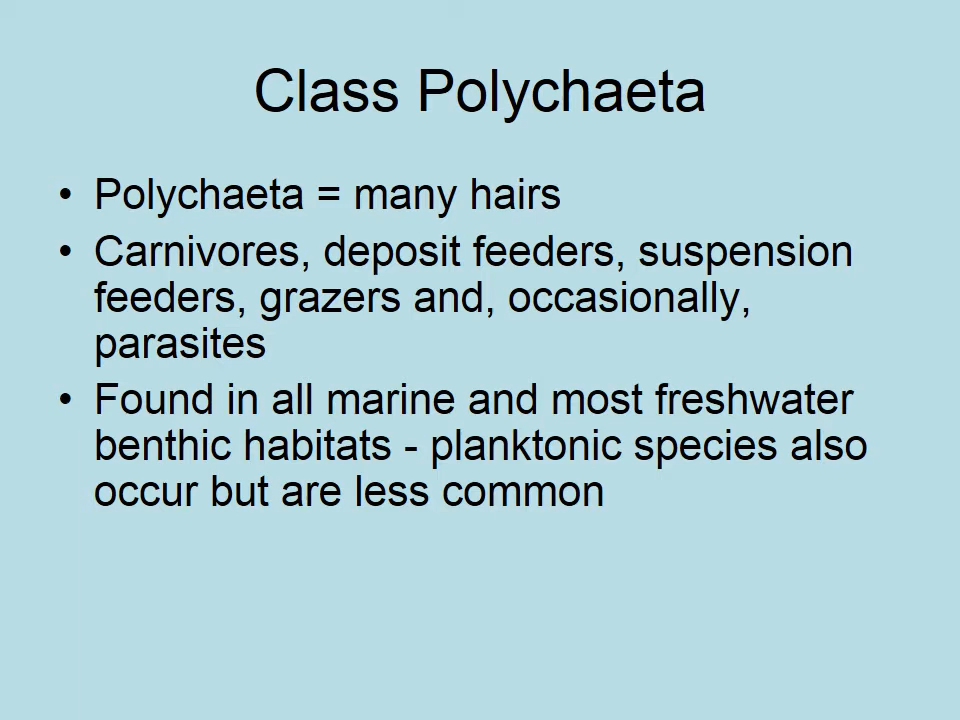 Class Polychaeta
• Polychaeta = many hairs
• Carnivores, deposit feeders, suspension
feeders, grazers and, occasionally,
parasites
• Found in all marine and most freshwater
benthic habitats - planktonic species also
occur but are less common